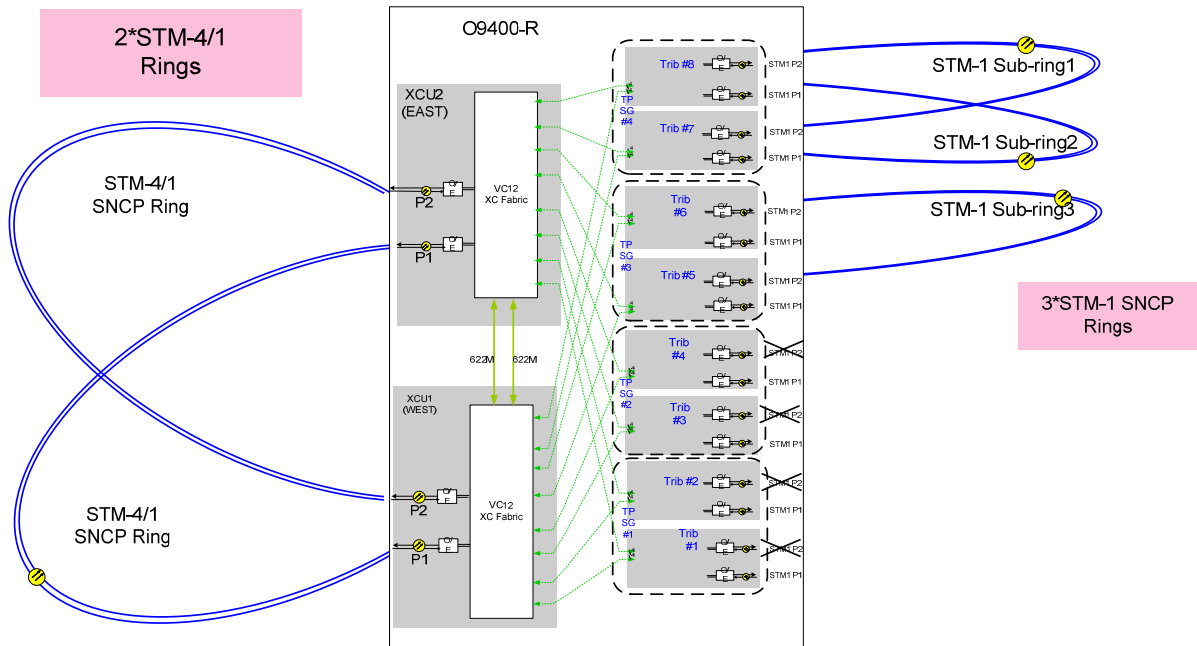 2*STM-4/1
Rings
O9400-R
XCU2
(EAST)
VC12
XC Fabric
O/
E
P2
O/
E
P1
STM-4/1
SNCP Ring
622M
622M
XCU1
(WEST)
VC12
XC Fabric
O/
E
P2
O/
E
P1
STM-4/1
SNCP Ring
TP
SG
#4
Trib #8
O/
E
STM1 P2
O/
E
STM1 P1
Trib #7
O/
E
STM1 P2
O/
E
STM1 P1
TP
SG
#3
Trib
#6
O/
E
STM1 P2
O/
E
STM1 P1
Trib #5
O/
E
STM1 P2
O/
E
STM1 P1
TP
SG
#2
Trib
#4
O/
E
STM1 P2
O/
E
STM1 P1
Trib
#3
O/
E
STM1 P2
O/
E
STM1 P1
TP
SG
#1
Trib #2
O/
E
STM1 P2
O/
E
STM1 P1
Trib
#1
O/
E
STM1 P2
O/
E
STM1 P1
STM-1 Sub-ring1
STM-1 Sub-ring2
STM-1 Sub-ring3
3*STM-1 SNCP
Rings